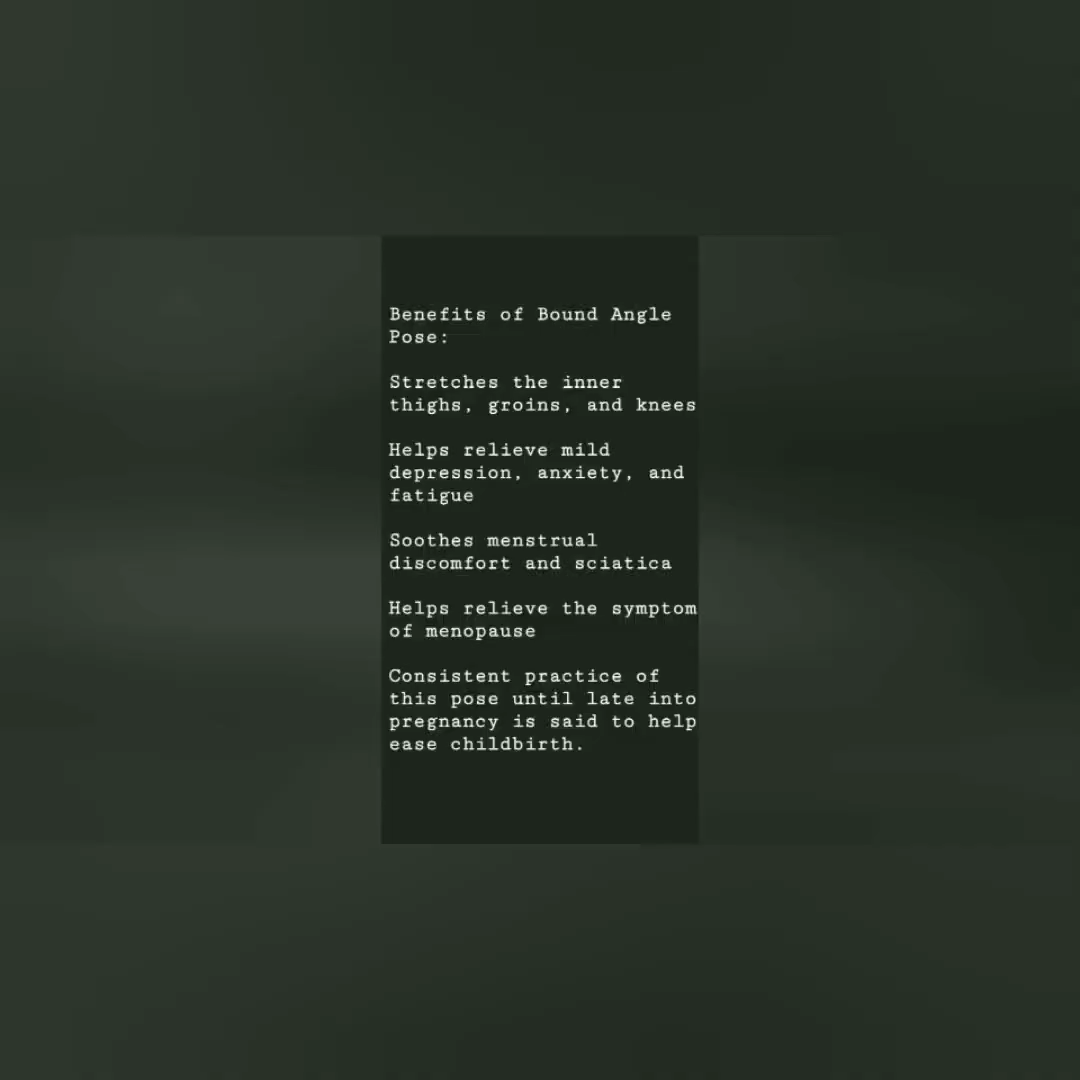 Benefits of Bound Angle
Pose:
Stretches the inner
thighs, groins, and knees
Helps relieve mild
depression, anxiety, and
fatigue
Soothes menstrual
discomfort and sciatica
Helps relieve the symptom
of menopause
Consistent practice of
this pose until late into
pregnancy is said to help
ease childbirth.